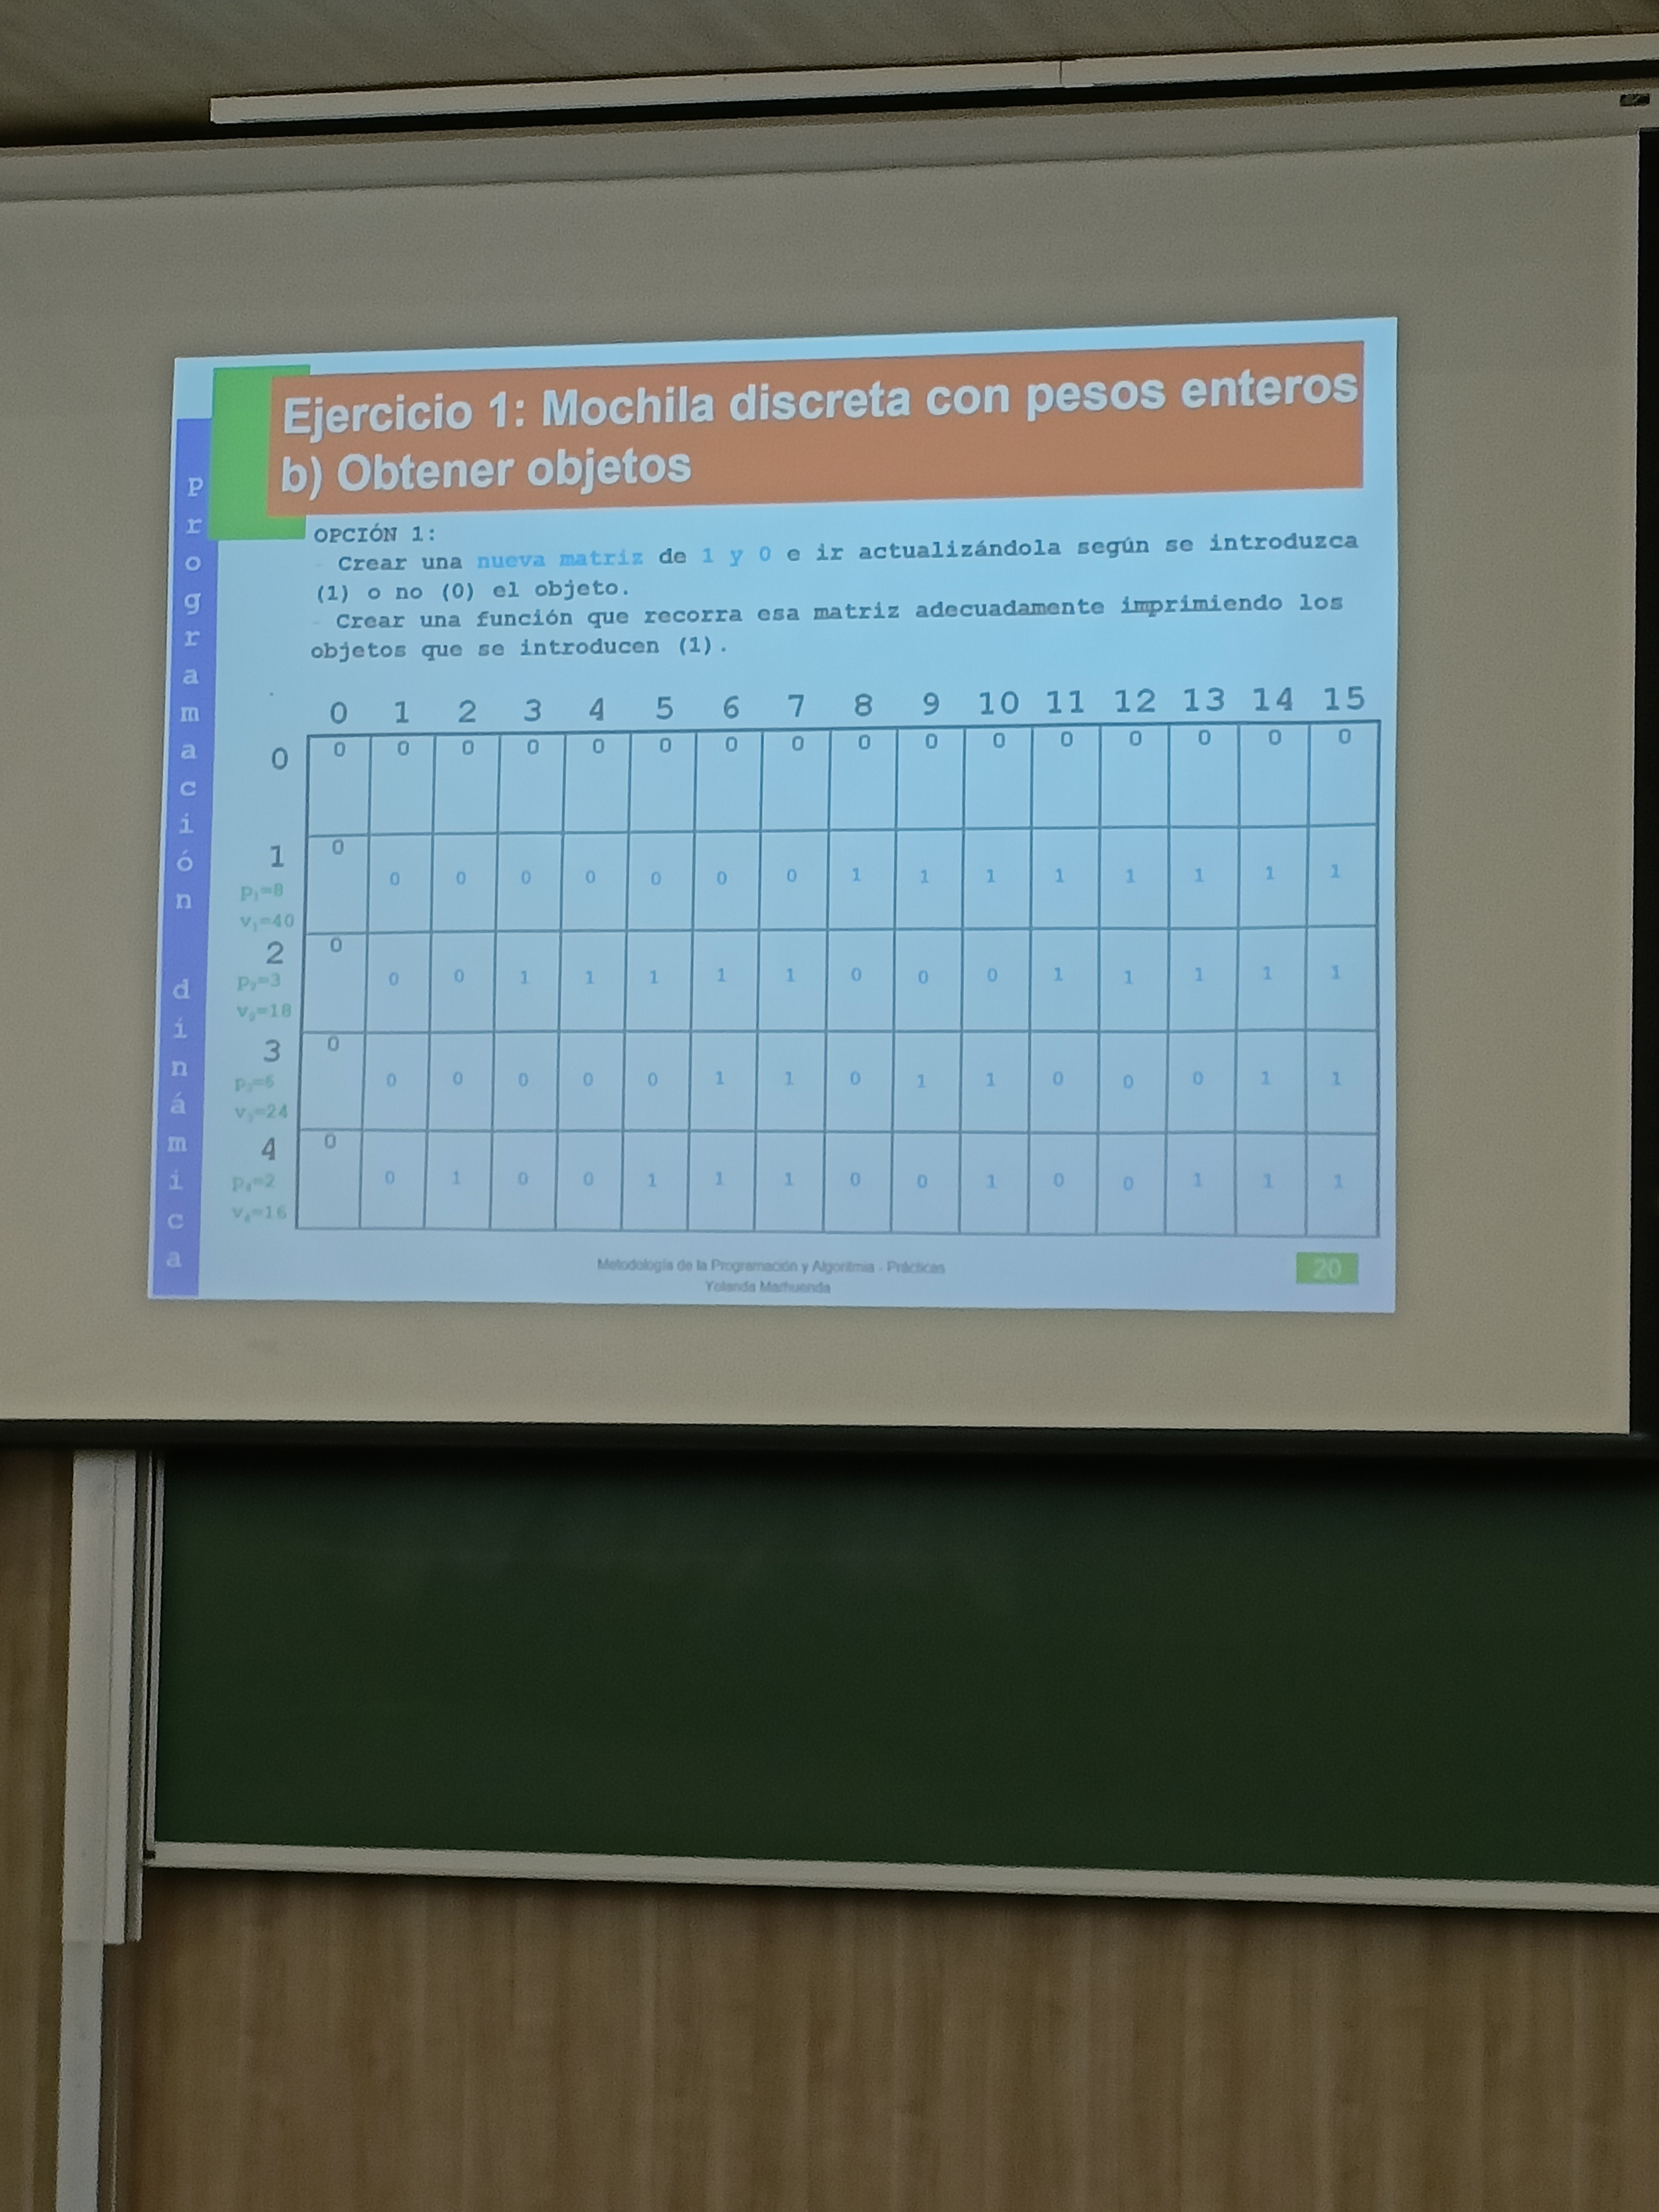 Ejercicio 1: Mochila discreta con pesos enteros
b) Obtener objetos
Programación dinámica
OPCIÓN 1:
- Crear una nueva matriz de 1 y 0 e ir actualizándola según se introduzca
(1) o no (0) el objeto.
- Crear una función que recorra esa matriz adecuadamente imprimiendo los
objetos que se introducen (1).
0 1 2 3 4 5 6 7 8 9 10 11 12 13 14 15
0 0 0 0 0 0 0 0 0 0 0 0 0 0 0 0 0
1 0 0 0 0 0 0 0 0 1 1 1 1 1 1 1 1
p₁=8
v₁=40
2 0 0 0 1 1 1 1 1 0 0 0 1 1 1 1 1
p₂=3
v₂=18
3 0 0 0 0 0 0 1 1 0 1 1 0 0 0 1 1
p₃=6
v₃=24
4 0 0 1 0 0 1 1 1 0 0 1 0 0 1 1 1
p₄=2
v₄=16
Metodología de la Programación y Algoritmia - Prácticas
Yolanda Marhuenda
20